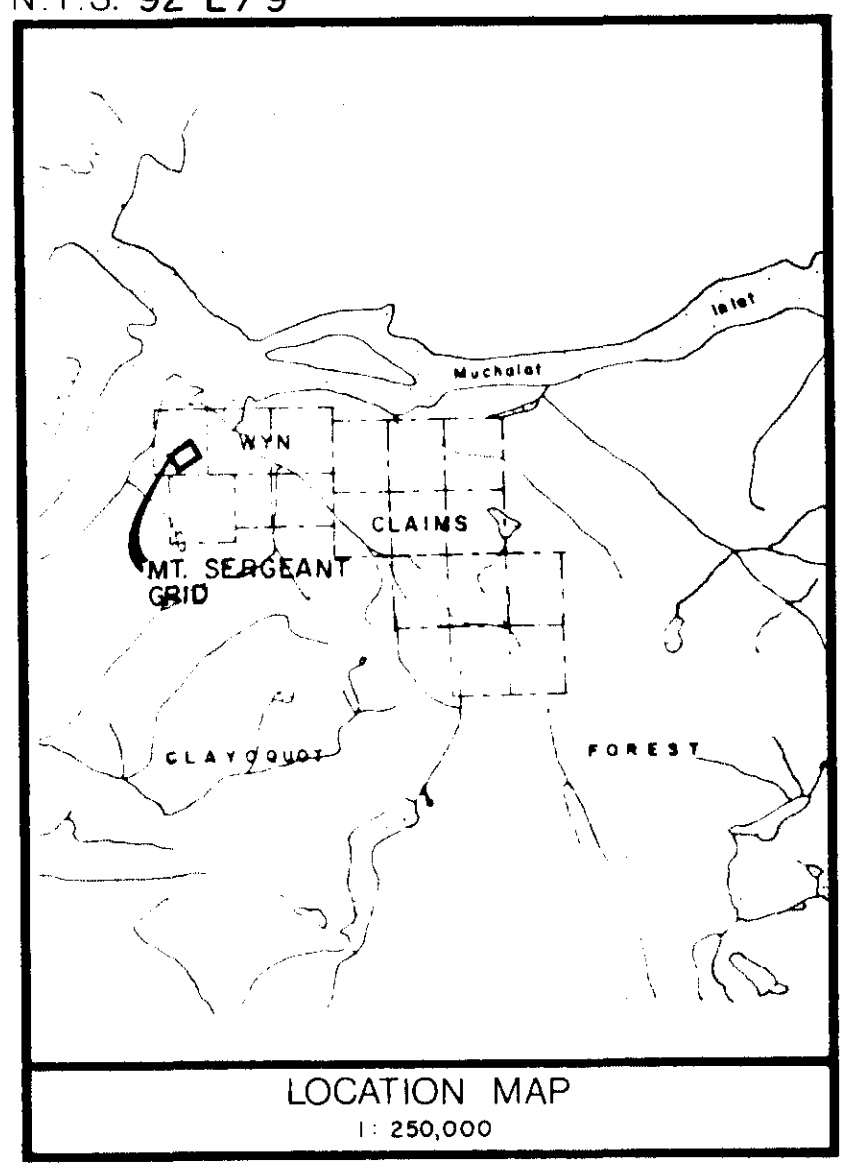 N.T.S. 92 E / 9
Inlet
Muchalat
WYN
CLAIMS
MT. SERGEANT
GRID
CLAYOQUOT
FOREST
LOCATION MAP
1 : 250,000